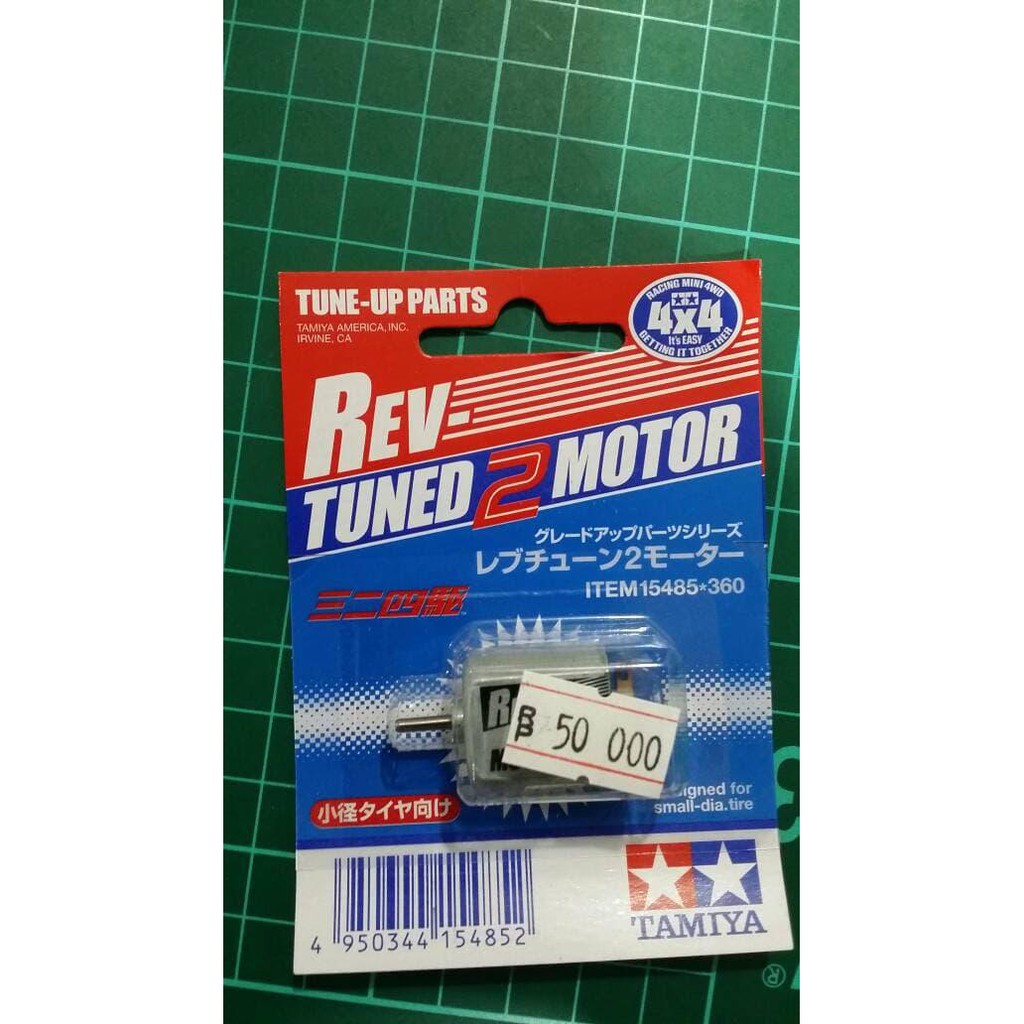 TUNE-UP PARTS
TAMIYA AMERICA, INC.
IRVINE, CA
RACING MINI 4WD
4x4
It's EASY
GETTING IT TOGETHER
REV-
TUNED 2 MOTOR
グレードアップパーツシリーズ
レブチューン2モーター
ITEM 15485*360
ミニ四駆
50 000
signed for
small-dia.tire
小径タイヤ向け
4 950344 154852
TAMIYA
®